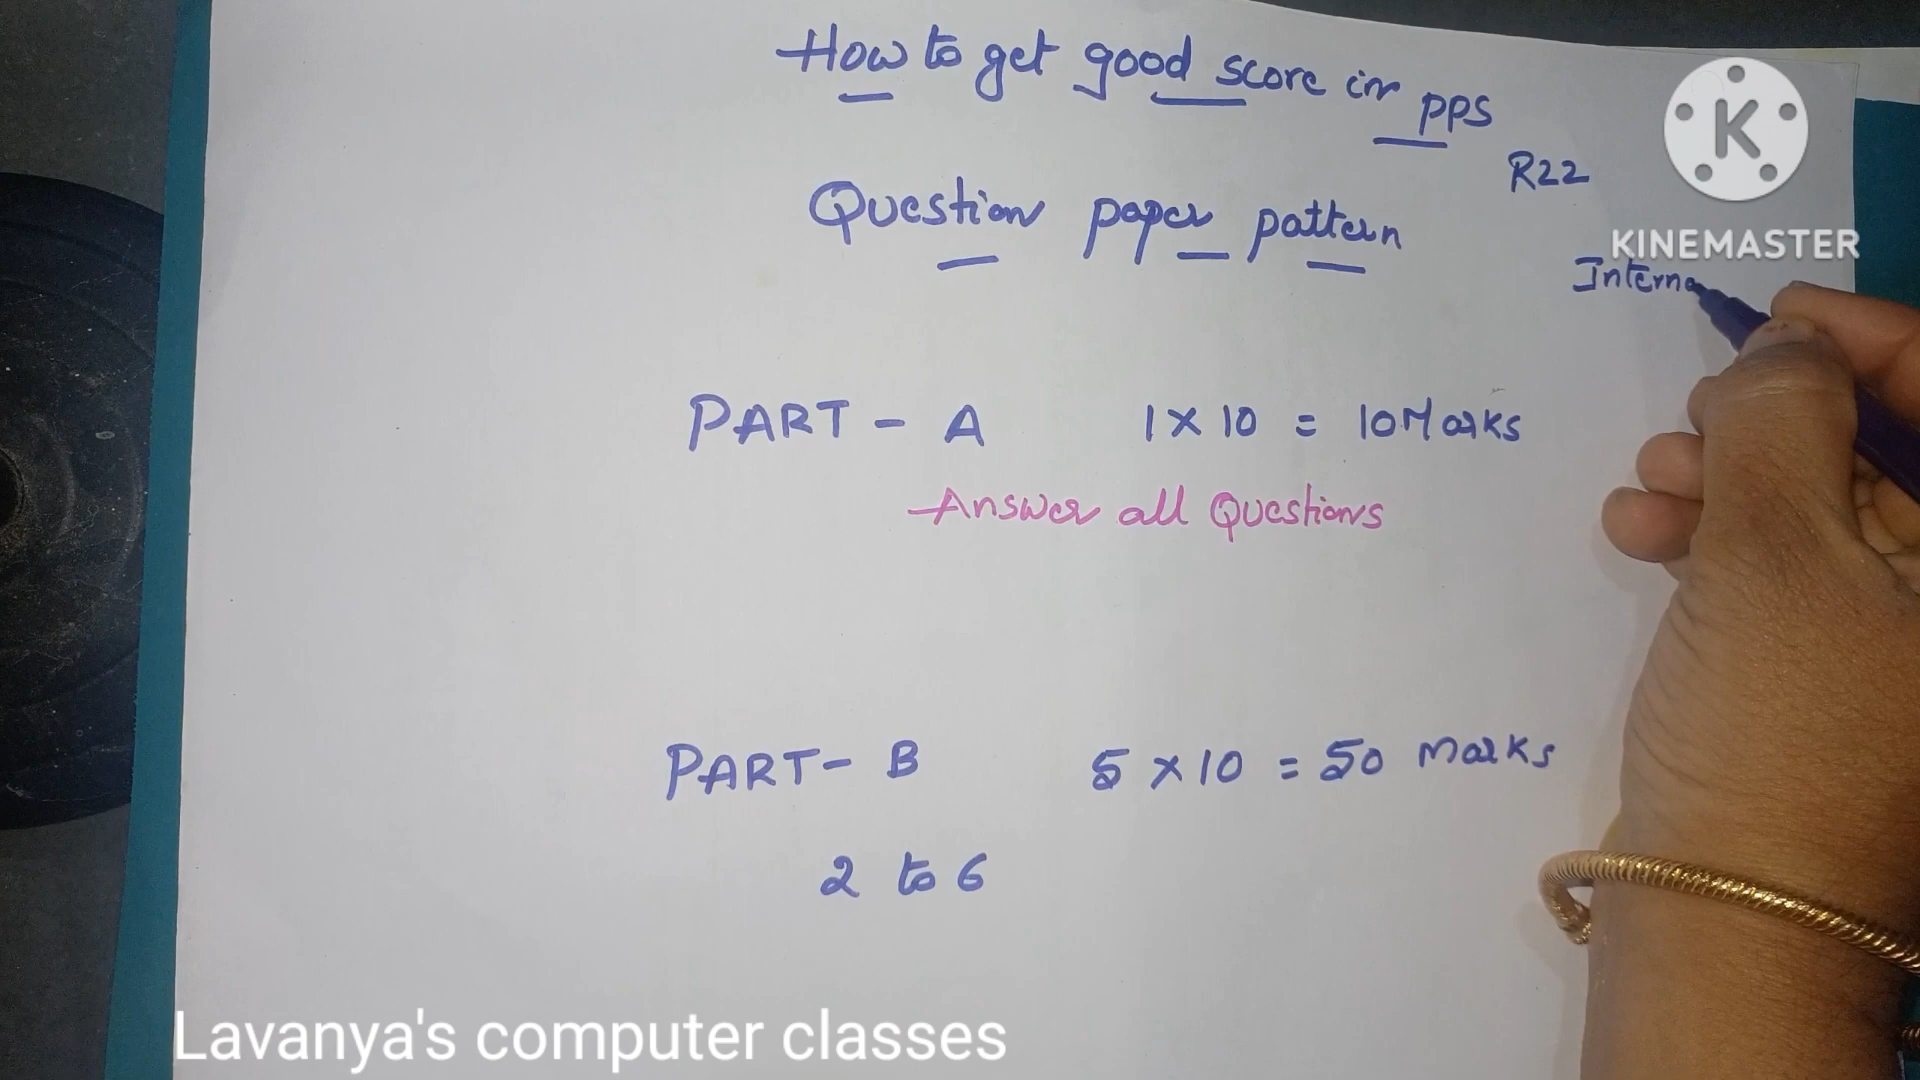 How to get good score in PPS
R22
Question paper pattern
KINEMASTER
Interna
PART - A 1 × 10 = 10 Marks
Answer all Questions
PART - B 5 × 10 = 50 Marks
2 to 6
Lavanya's computer classes